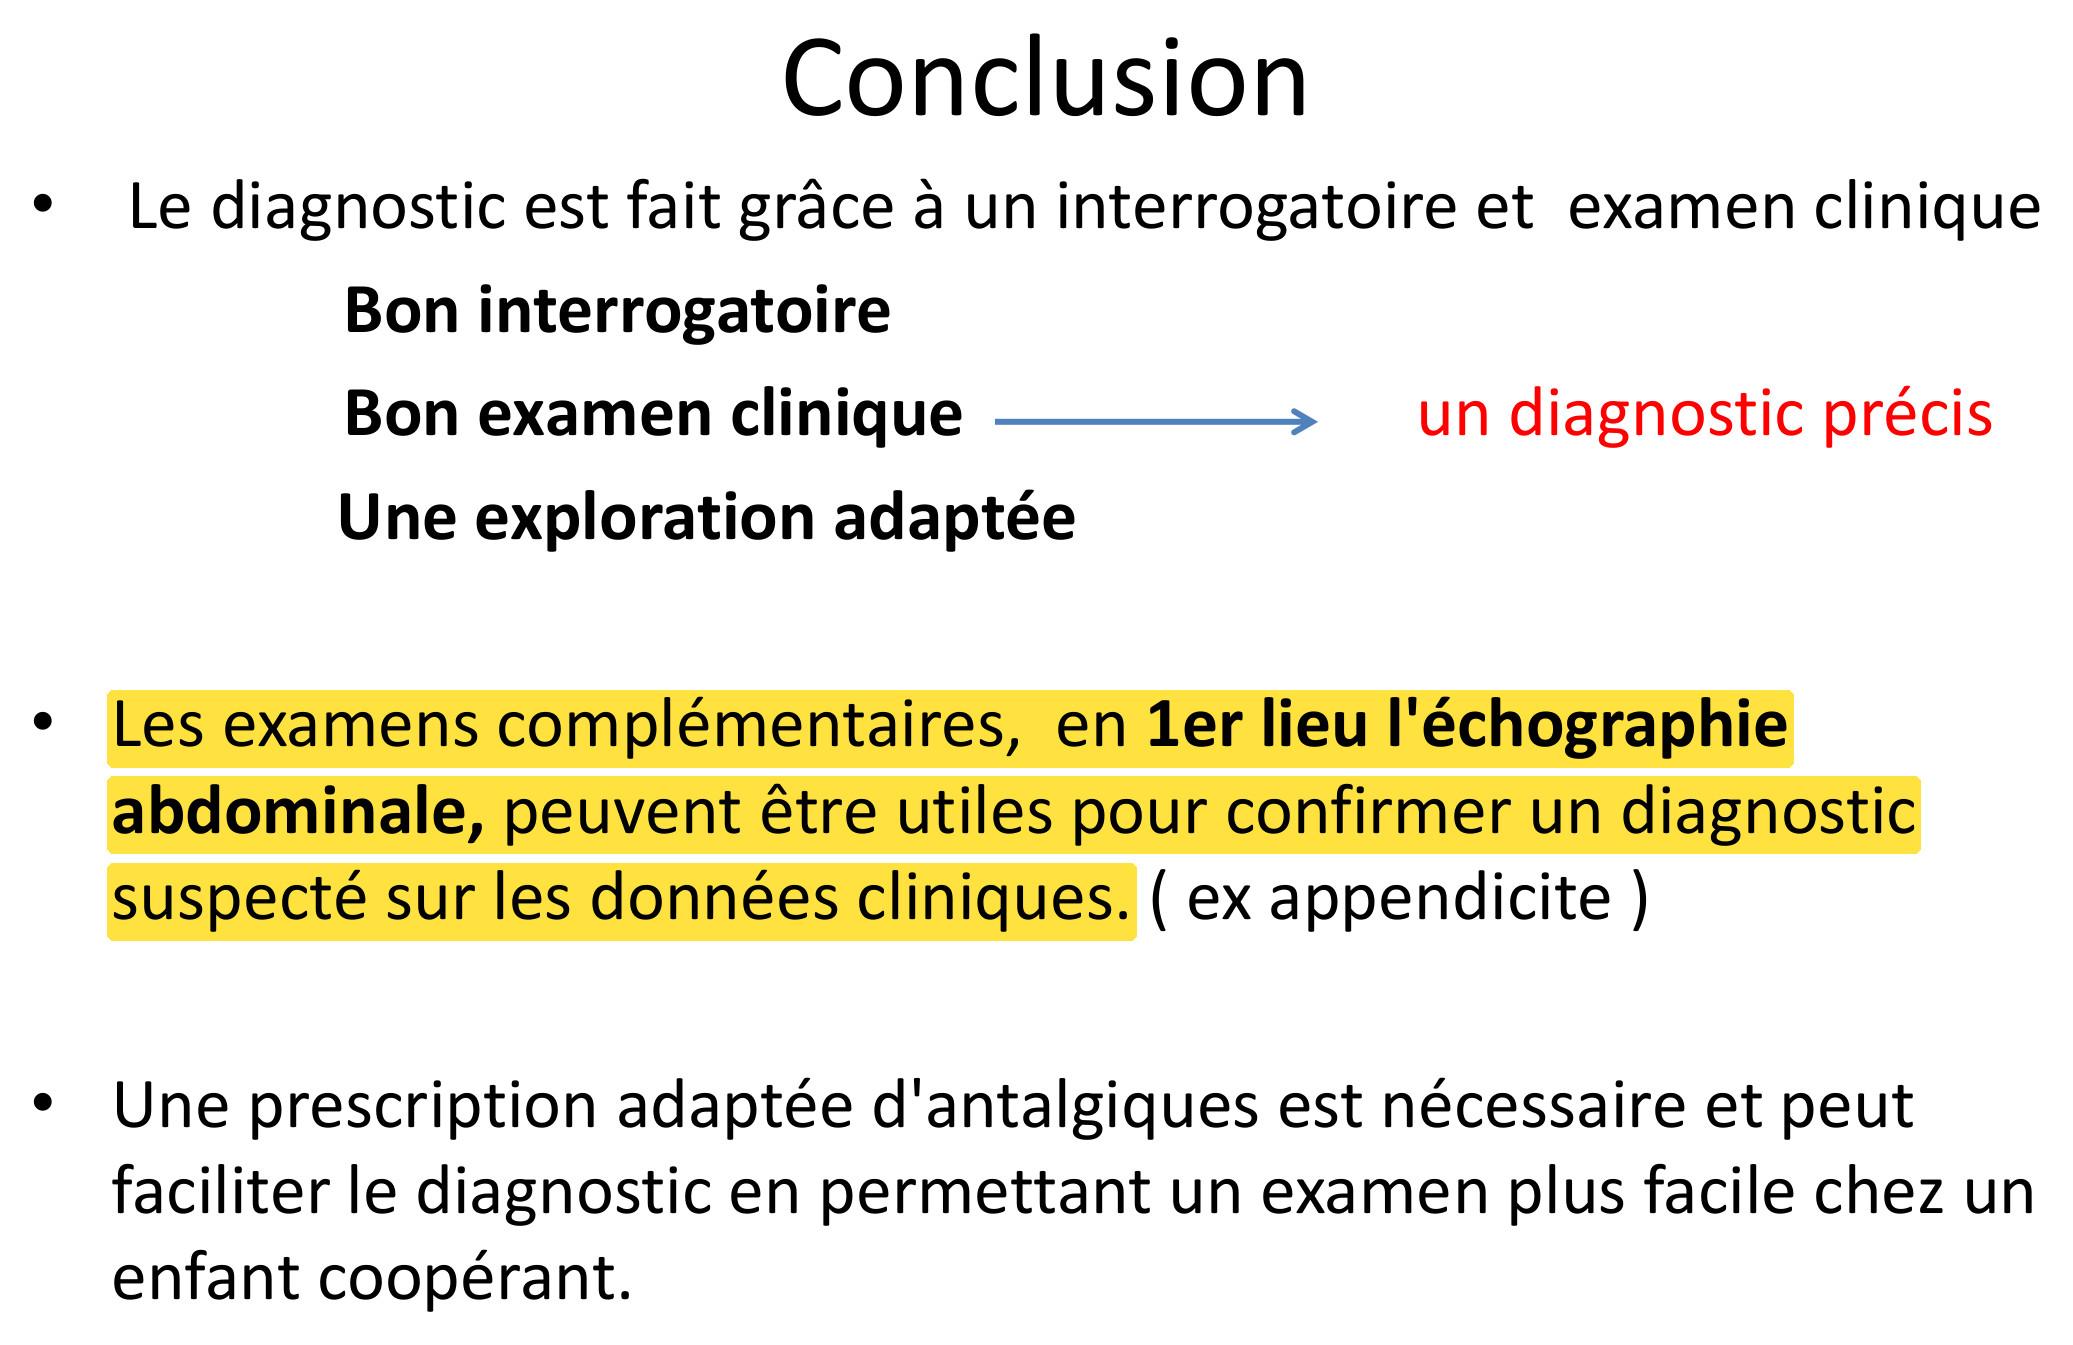 Conclusion
• Le diagnostic est fait grâce à un interrogatoire et examen clinique
Bon interrogatoire
Bon examen clinique un diagnostic précis
Une exploration adaptée
• Les examens complémentaires, en 1er lieu l'échographie
abdominale, peuvent être utiles pour confirmer un diagnostic
suspecté sur les données cliniques. ( ex appendicite )
• Une prescription adaptée d'antalgiques est nécessaire et peut
faciliter le diagnostic en permettant un examen plus facile chez un
enfant coopérant.